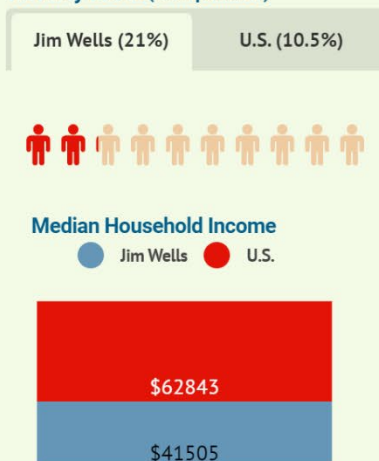 Jim Wells (21%) U.S. (10.5%)
Median Household Income
Jim Wells U.S.
$62843
$41505